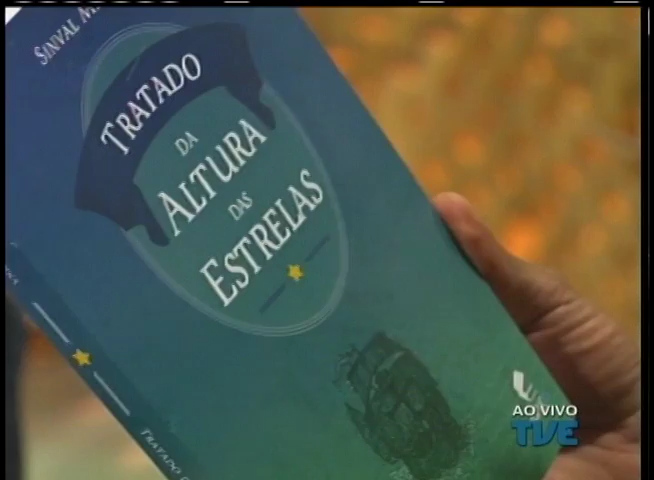 SINVAL M
TRATADO
DA
ALTURA
DAS
ESTRELAS
TRATADO
AO VIVO
TVE